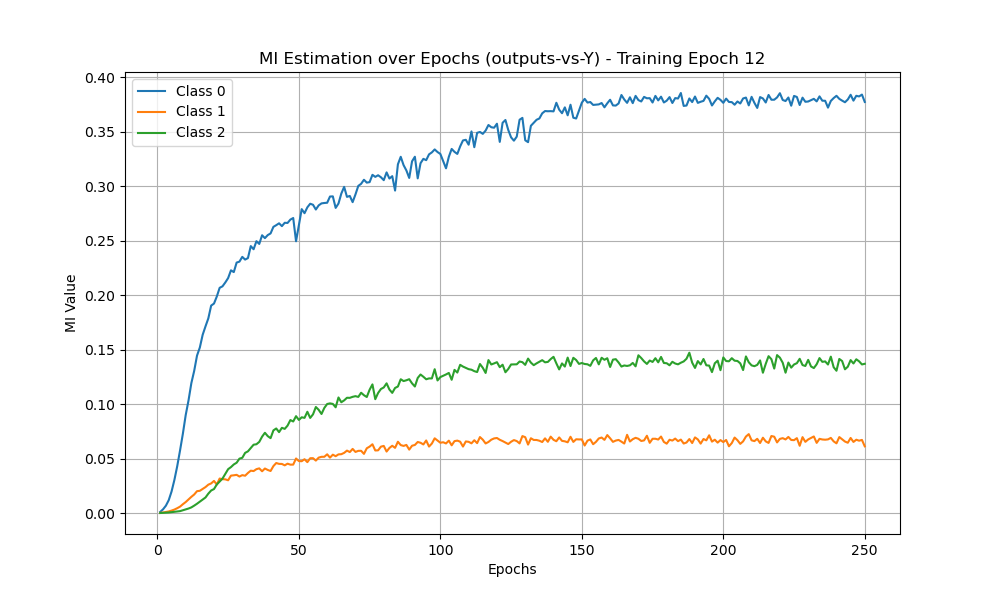 MI Estimation over Epochs (outputs-vs-Y) - Training Epoch 12
Class 0
Class 1
Class 2
MI Value
0.40
0.35
0.30
0.25
0.20
0.15
0.10
0.05
0.00
0 50 100 150 200 250
Epochs